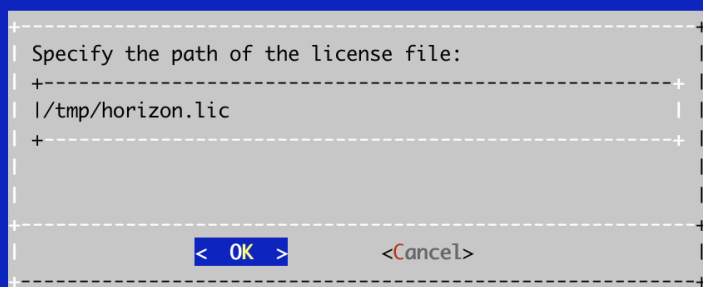 Specify the path of the license file:
/tmp/horizon.lic
< OK > <Cancel>